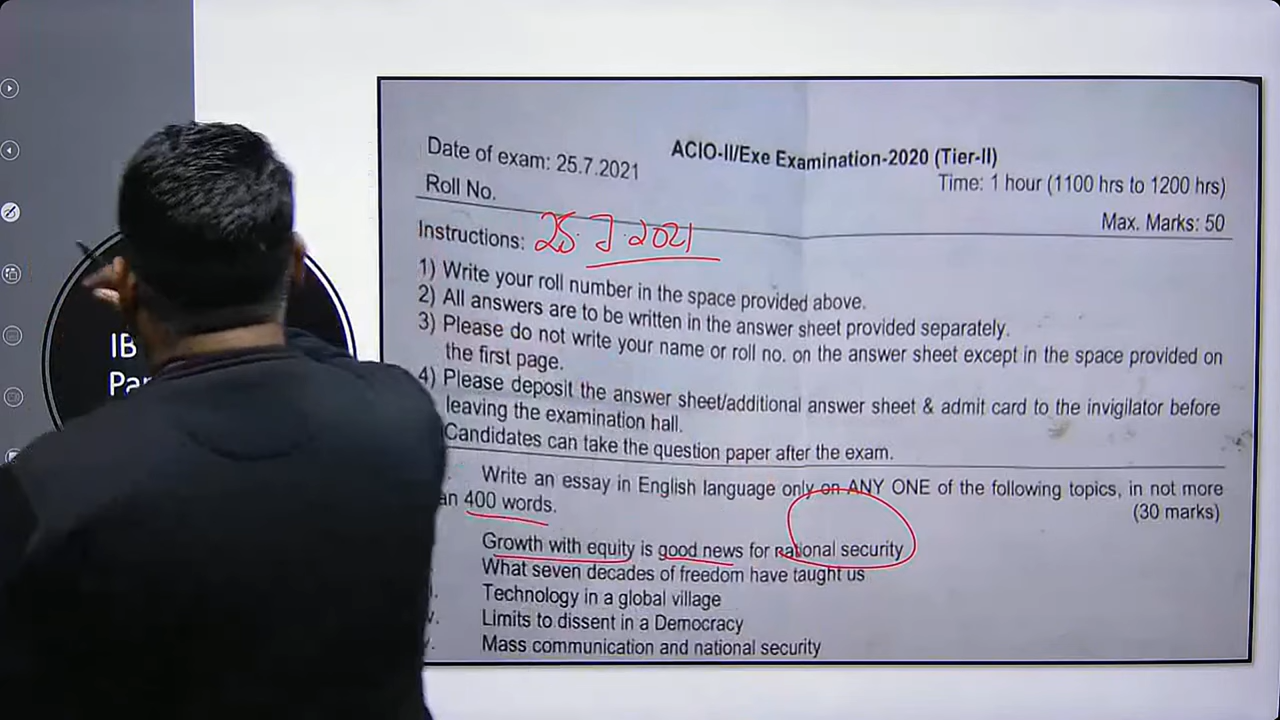 Date of exam: 25.7.2021
ACIO-II/Exe Examination-2020 (Tier-II)
Roll No.
Time: 1 hour (1100 hrs to 1200 hrs)
Max. Marks: 50
Instructions: 25.J.2021
1) Write your roll number in the space provided above.
2) All answers are to be written in the answer sheet provided separately.
3) Please do not write your name or roll no. on the answer sheet except in the space provided on
the first page.
4) Please deposit the answer sheet/additional answer sheet & admit card to the invigilator before
leaving the examination hall.
Candidates can take the question paper after the exam.
Write an essay in English language only on ANY ONE of the following topics, in not more
400 words.
(30 marks)
Growth with equity is good news for national security
What seven decades of freedom have taught us
Technology in a global village
Limits to dissent in a Democracy
Mass communication and national security
IB